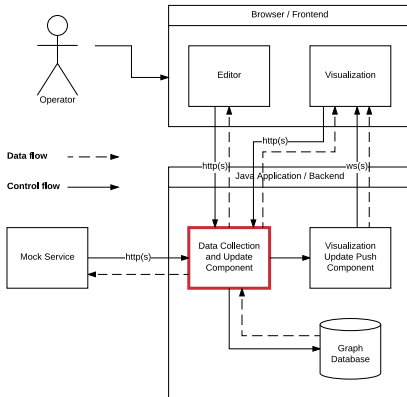 Browser / Frontend
Editor
Visualization
Operator
http(s)
Data flow
http(s)
ws(s)
Java Application / Backend
Control flow
Mock Service
http(s)
Data Collection
and Update
Component
Visualization
Update Push
Component
Graph
Database